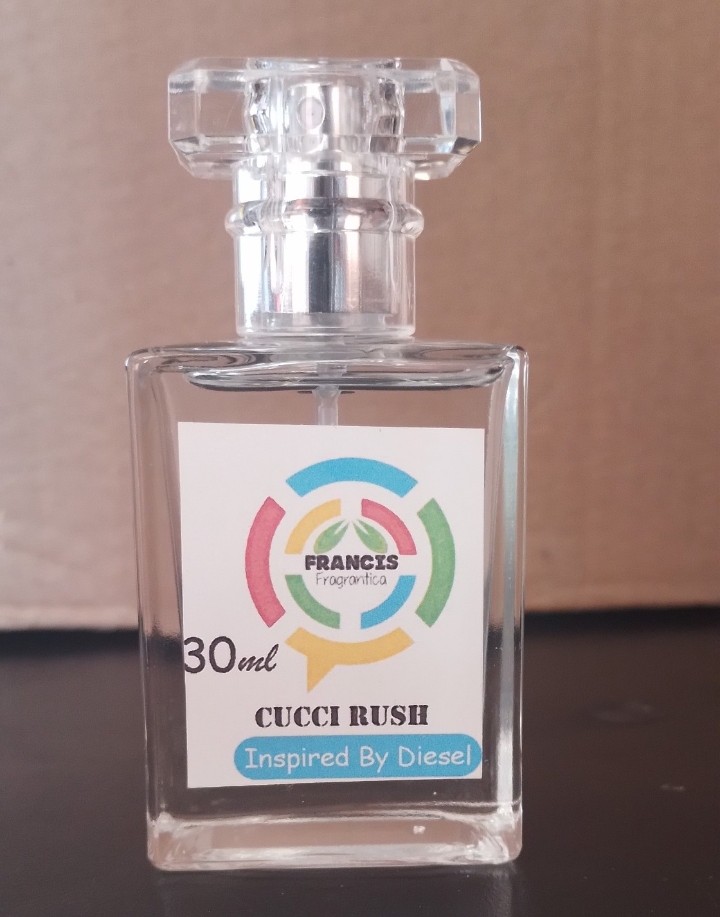 FRANCIS
Fragrantica
30ml
CUCCI RUSH
Inspired By Diesel